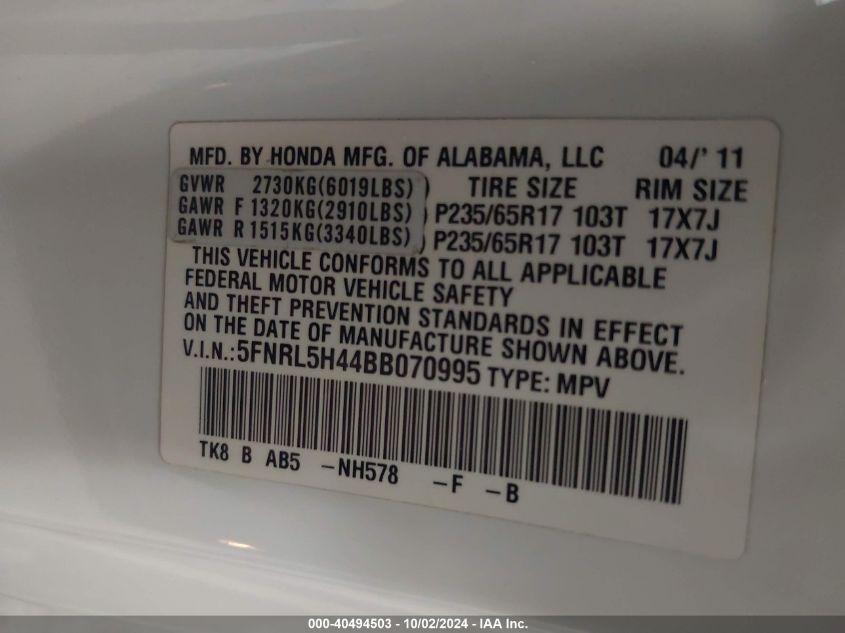 MFD. BY HONDA MFG. OF ALABAMA, LLC 04/' 11
GVWR 2730KG(6019LBS) ) TIRE SIZE RIM SIZE
GAWR F 1320KG(2910LBS) ) P235/65R17 103T 17X7J
GAWR R 1515KG(3340LBS) ) P235/65R17 103T 17X7J
THIS VEHICLE CONFORMS TO ALL APPLICABLE
FEDERAL MOTOR VEHICLE SAFETY
AND THEFT PREVENTION STANDARDS IN EFFECT
ON THE DATE OF MANUFACTURE SHOWN ABOVE.
V.I.N.:5FNRL5H44BB070995 TYPE: MPV
TK8 B AB5 -NH578 -F -B
000-40494503 - 10/02/2024 - IAA Inc.